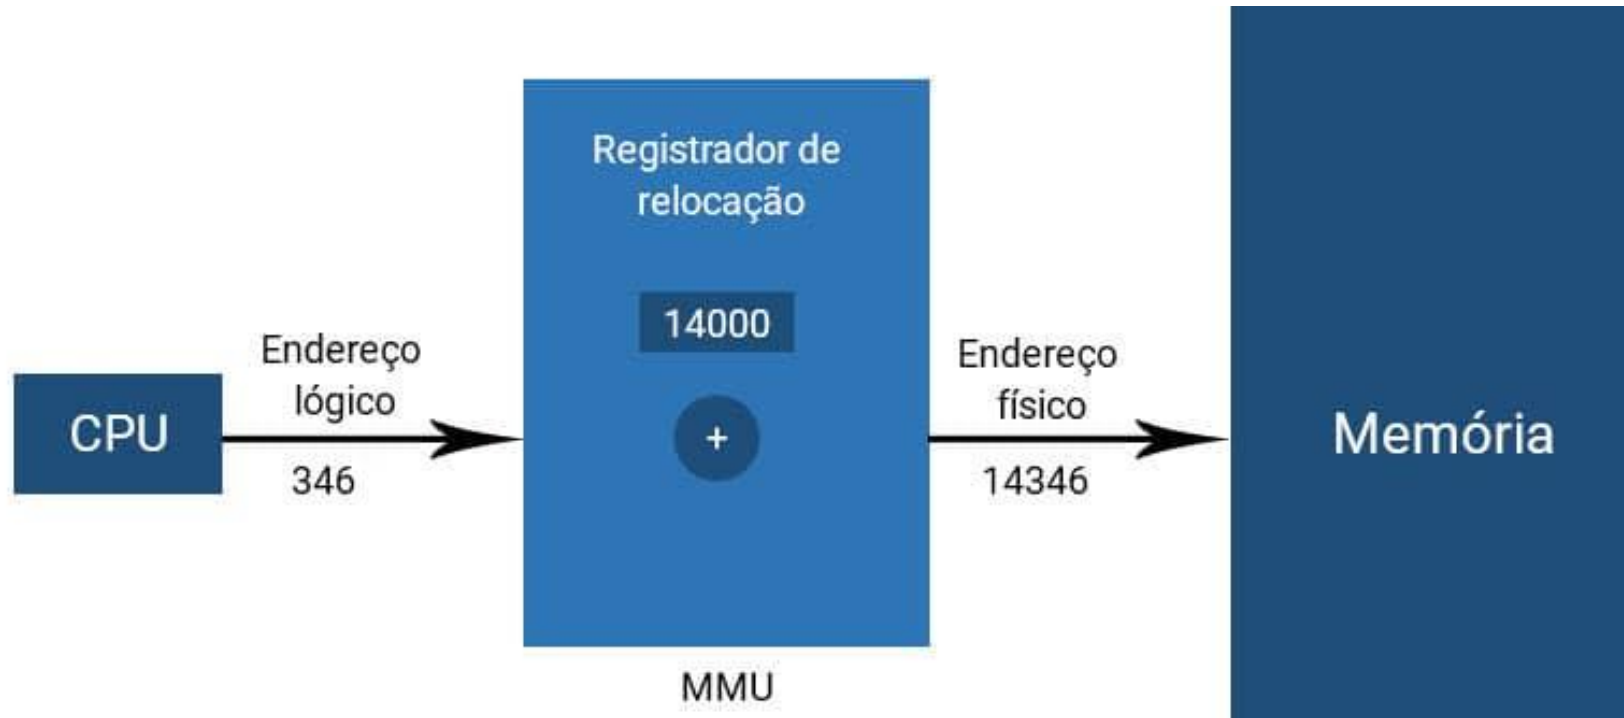 Registrador de
relocação
14000
Endereço
lógico
CPU
346
+
Endereço
físico
14346
Memória
MMU